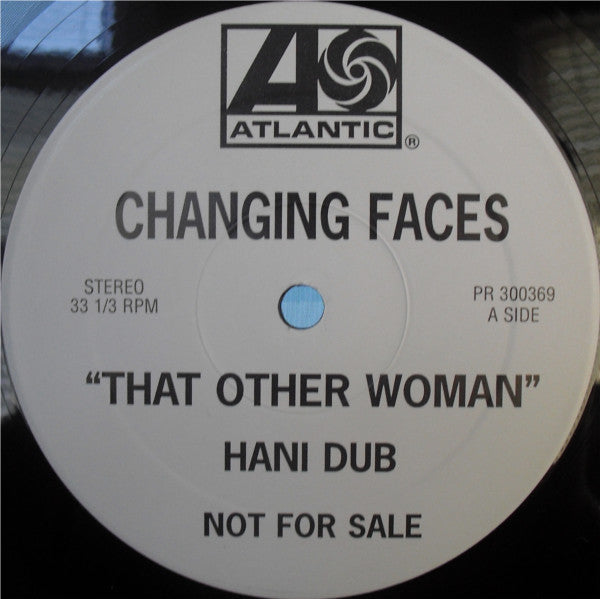 ATLANTIC®
CHANGING FACES
STEREO
33 1/3 RPM
PR 300369
A SIDE
"THAT OTHER WOMAN"
HANI DUB
NOT FOR SALE